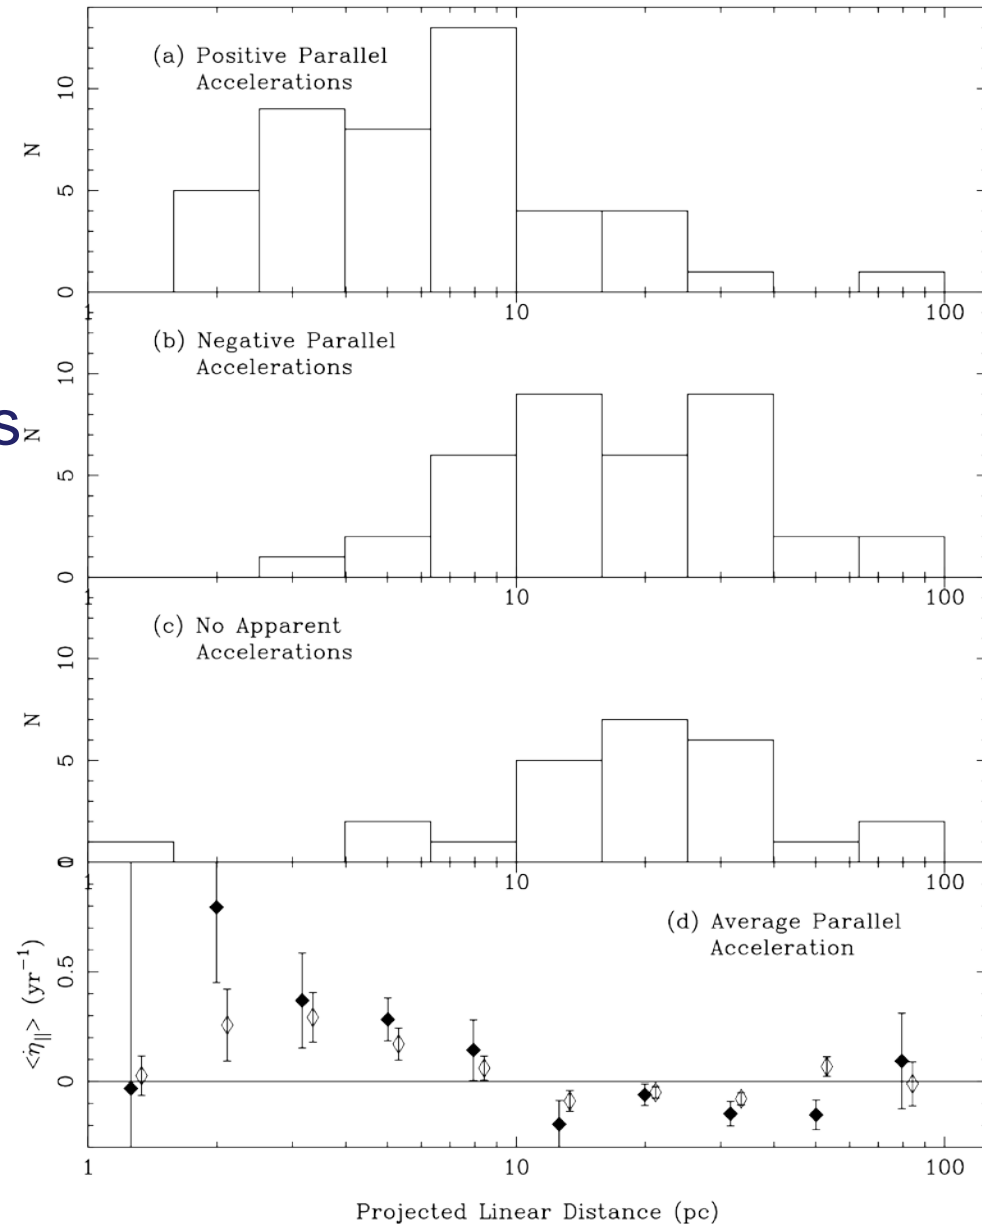 (a) Positive Parallel
Accelerations
N
10
5
0
1
10
100
(b) Negative Parallel
Accelerations
s
N
10
5
0
1
10
100
(c) No Apparent
Accelerations
N
10
5
0
1
10
100
(d) Average Parallel
Acceleration
<η̇||> (yr⁻¹)
0.5
0
1
10
100
Projected Linear Distance (pc)